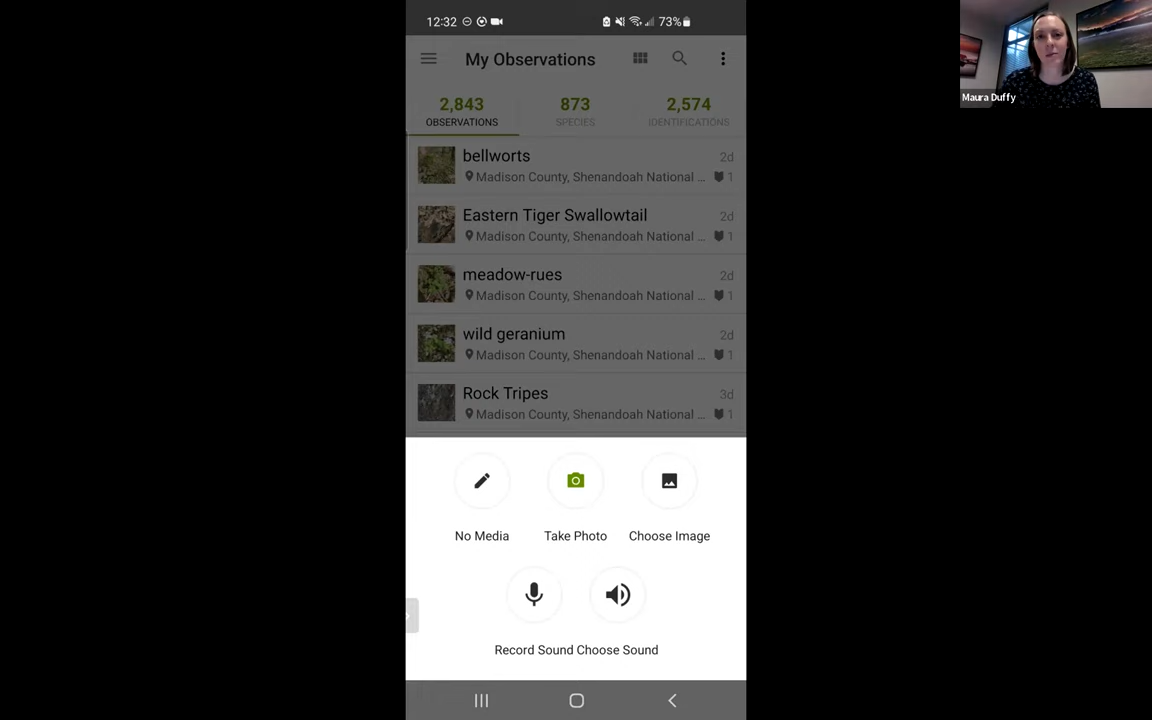 12:32
73%
My Observations
2,843
873
2,574
OBSERVATIONS
SPECIES
IDENTIFICATIONS
bellworts
2d
Madison County, Shenandoah National ...
1
Eastern Tiger Swallowtail
2d
Madison County, Shenandoah National ...
1
meadow-rues
2d
Madison County, Shenandoah National ...
1
wild geranium
2d
Madison County, Shenandoah National ...
1
Rock Tripes
3d
Madison County, Shenandoah National ...
1
No Media
Take Photo
Choose Image
Record Sound
Choose Sound
Maura Duffy